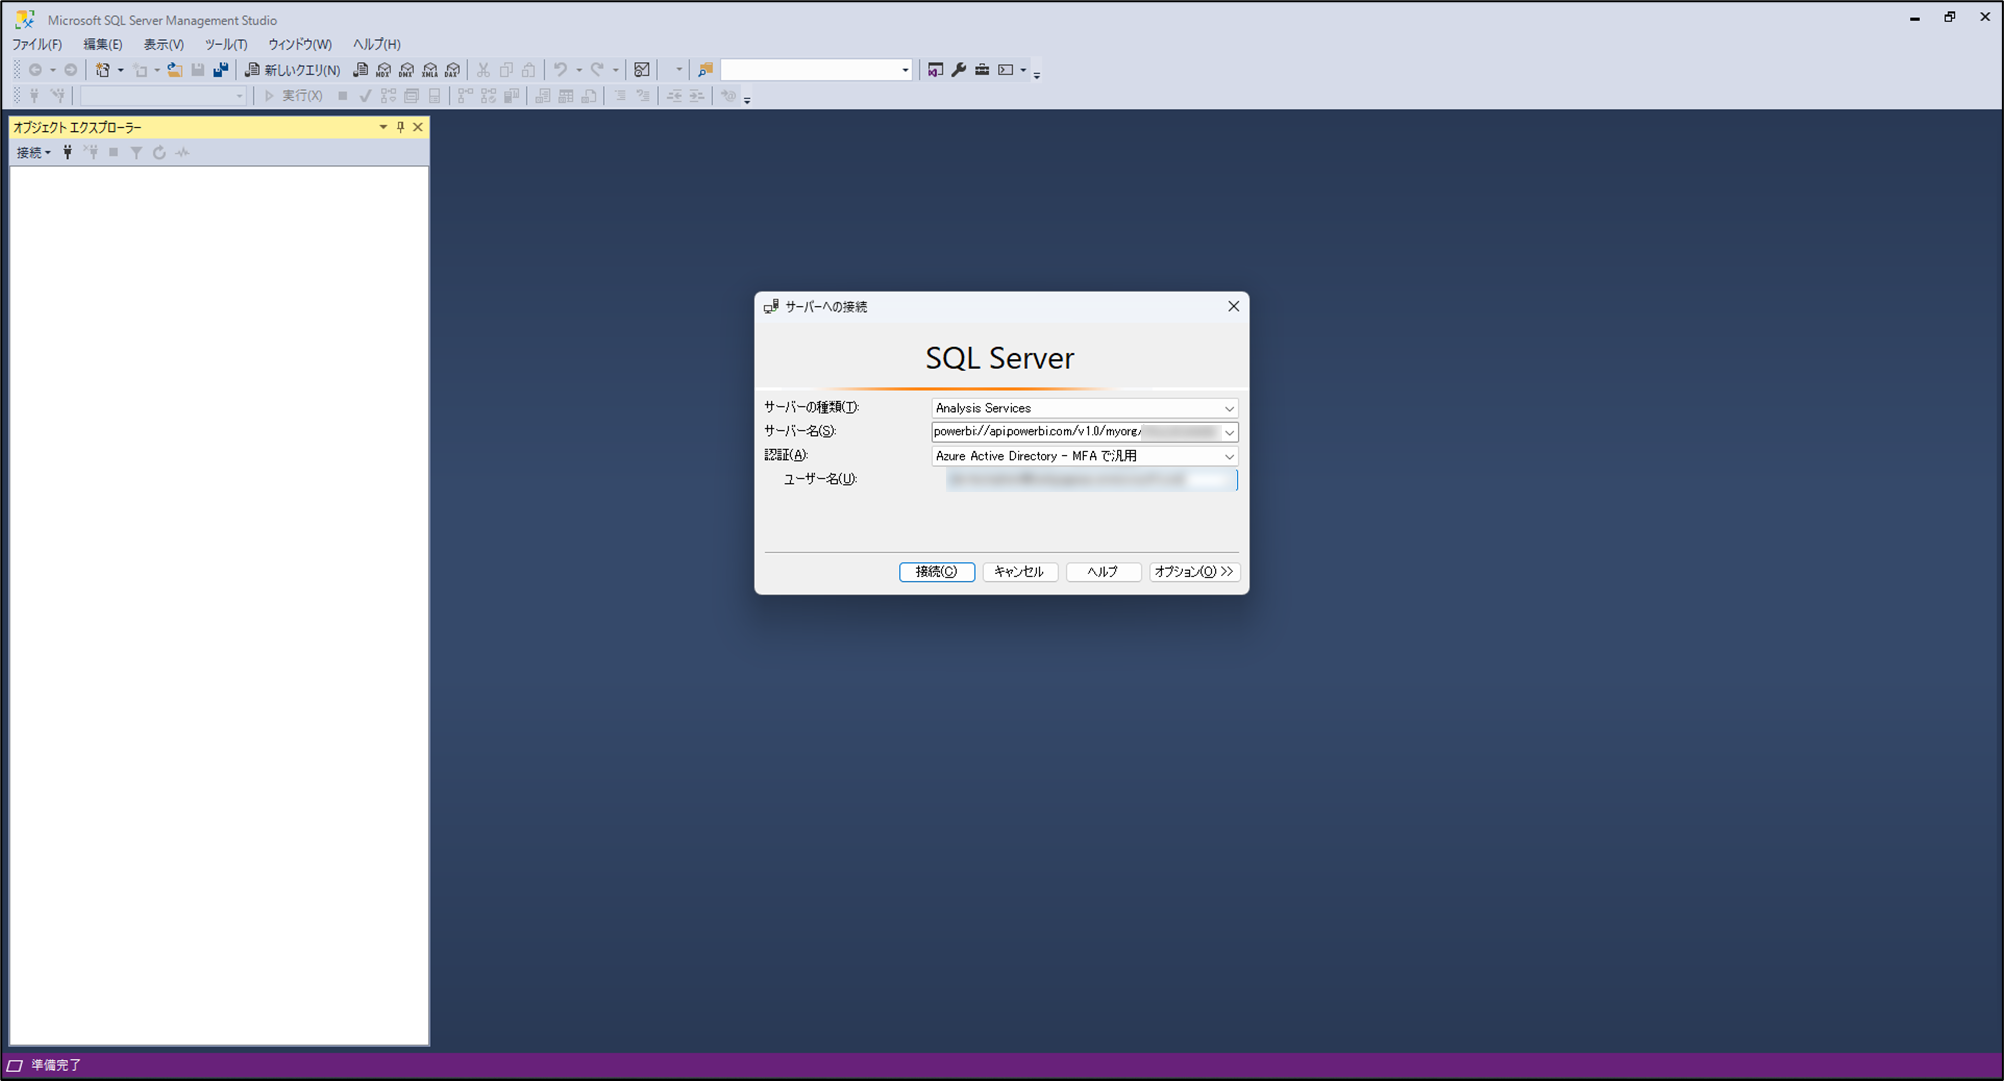 Microsoft SQL Server Management Studio
ファイル(F) 編集(E) 表示(V) ツール(T) ウィンドウ(W) ヘルプ(H)
新しいクエリ(N) MDX DMX XMLA DAX
実行(X)
オブジェクト エクスプローラー
接続
サーバーへの接続
SQL Server
サーバーの種類(T): Analysis Services
サーバー名(S): powerbi://api.powerbi.com/v1.0/myorg/
認証(A): Azure Active Directory - MFA で汎用
ユーザー名(U):
接続(C) キャンセル ヘルプ オプション(O) >>
準備完了